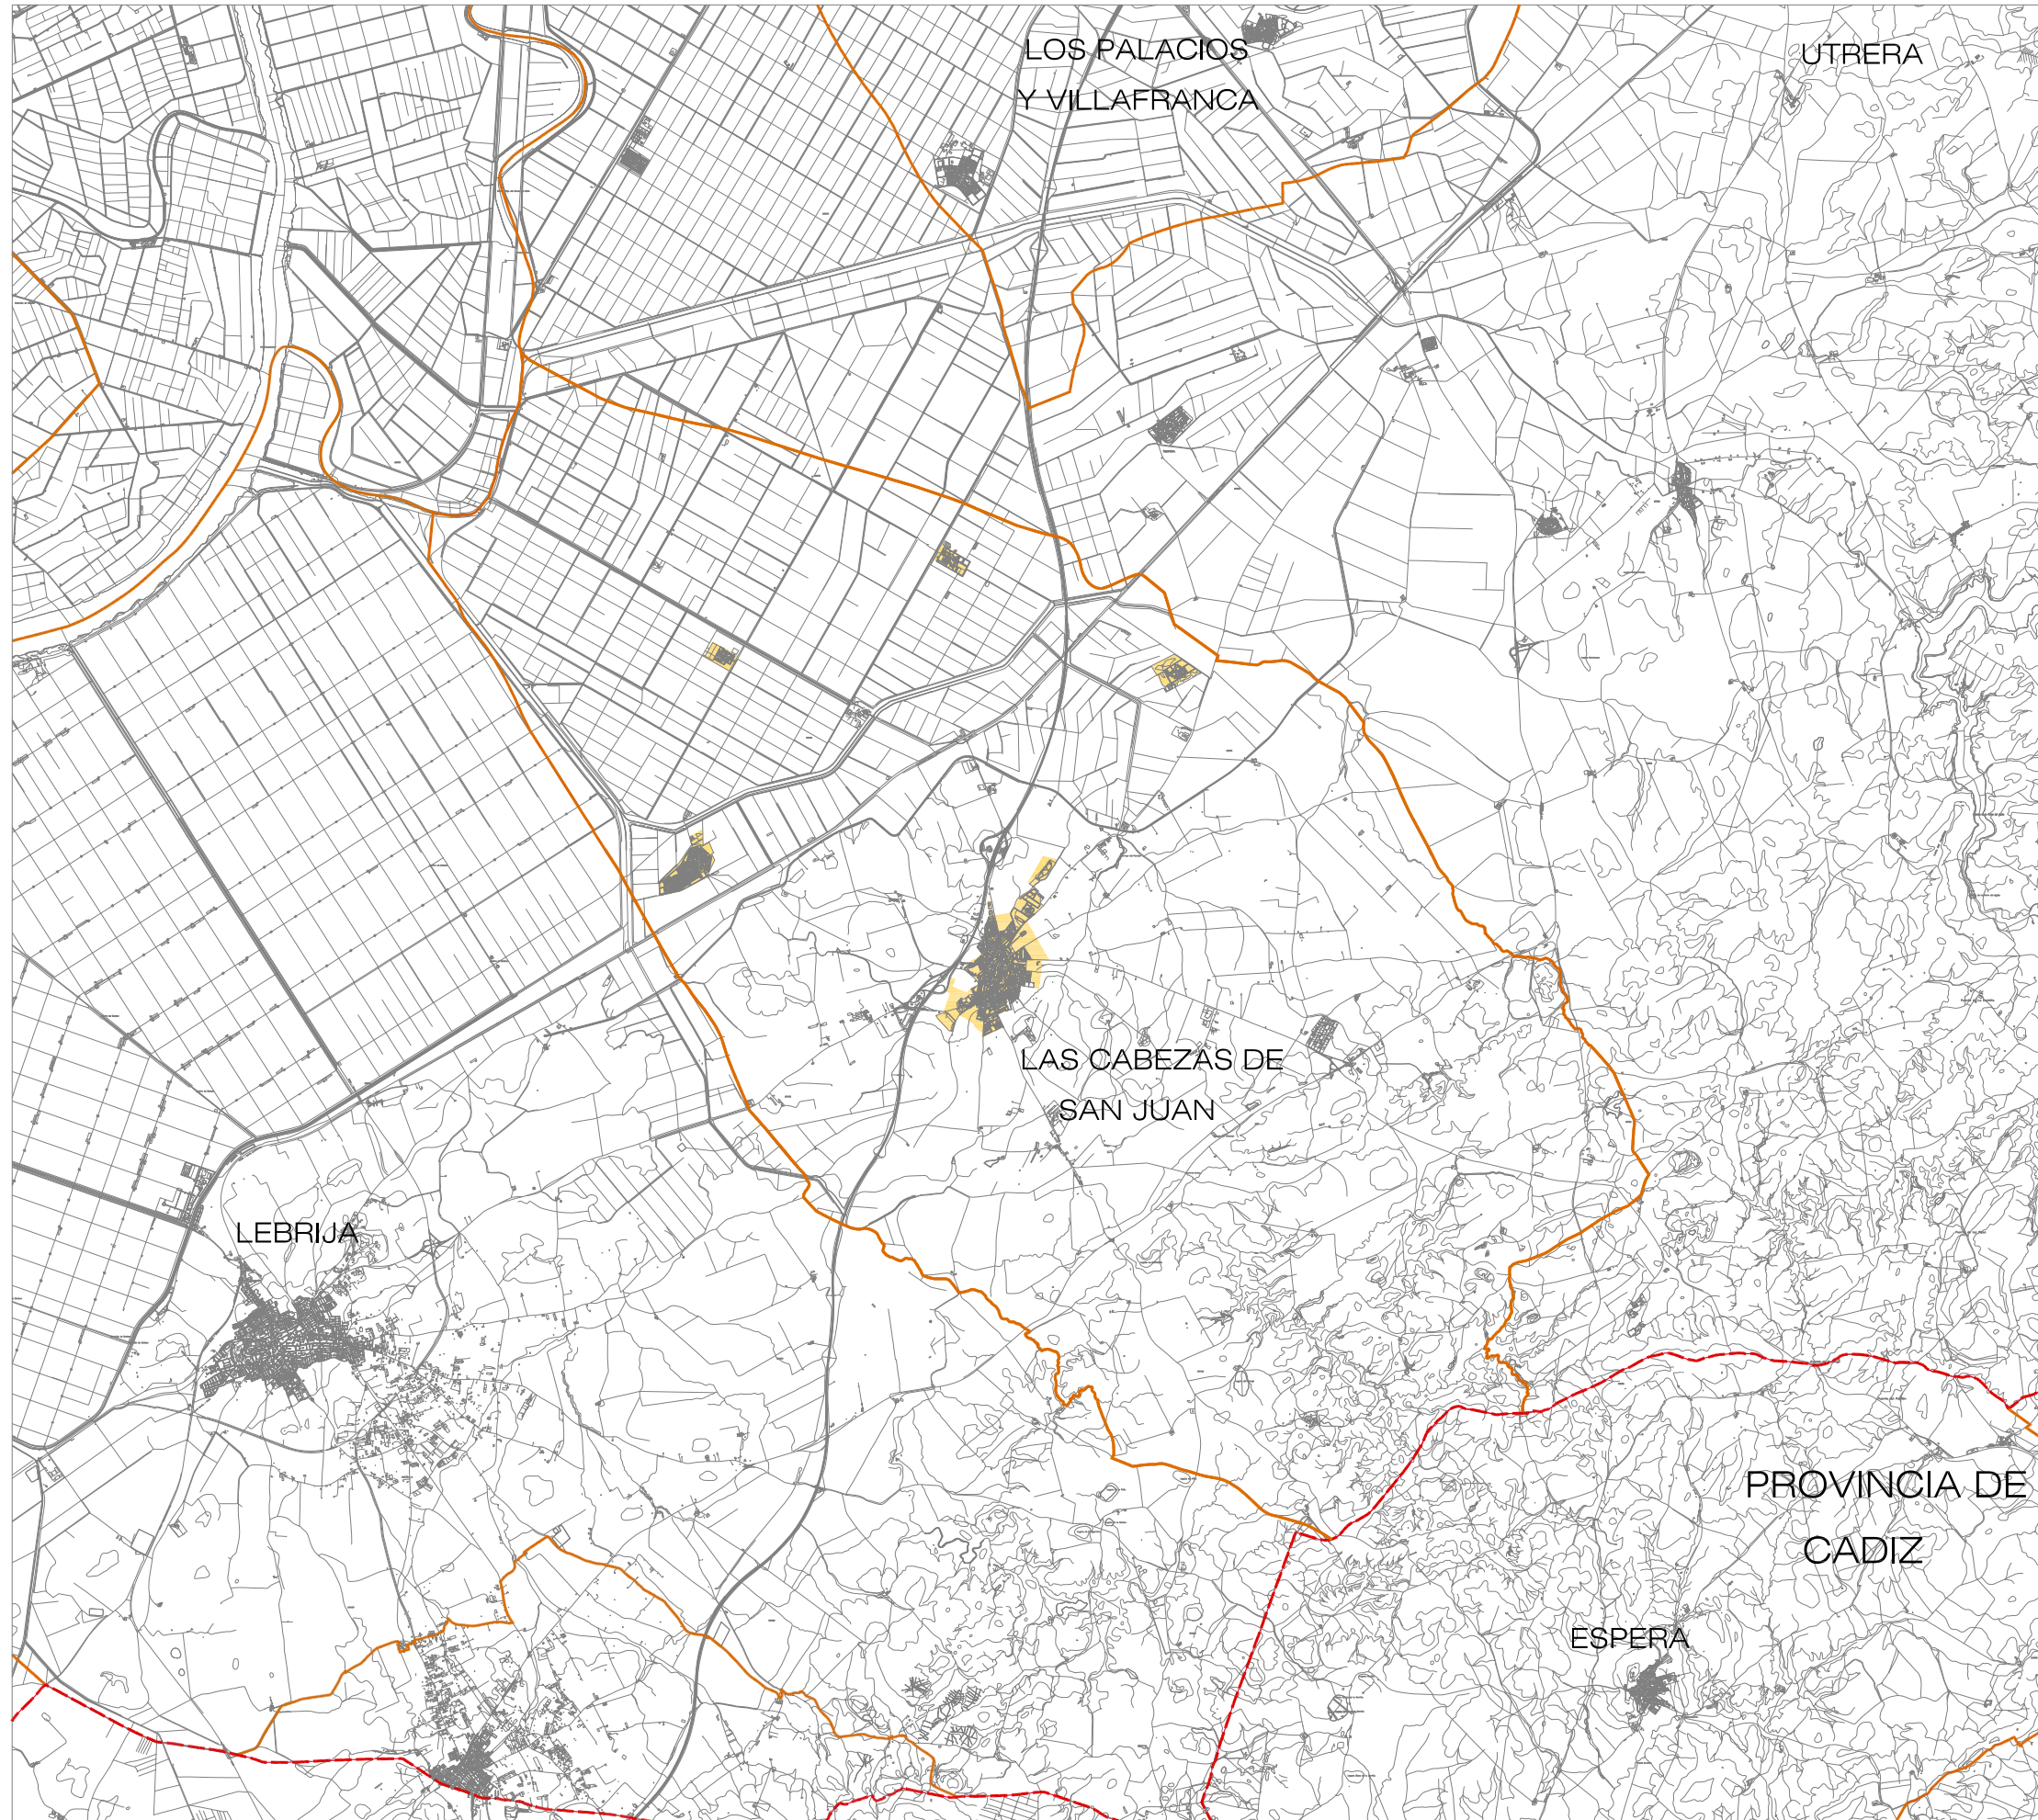 LOS PALACIOS
Y VILLAFRANCA
UTRERA
LAS CABEZAS DE
SAN JUAN
LEBRIJA
PROVINCIA DE
CADIZ
ESPERA